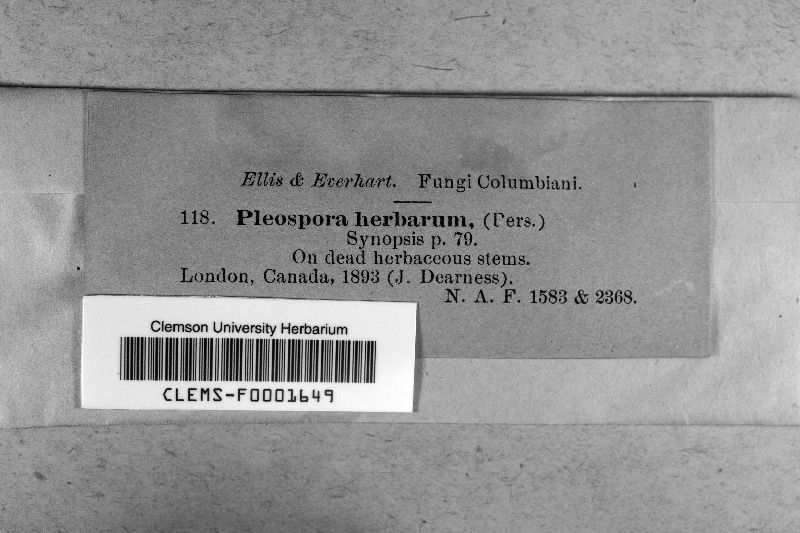 Ellis & Everhart. Fungi Columbiani.
118. Pleospora herbarum, (Pers.)
Synopsis p. 79.
On dead herbaceous stems.
London, Canada, 1893 (J. Dearness).
N. A. F. 1583 & 2368.
Clemson University Herbarium
CLEMS-F0001649